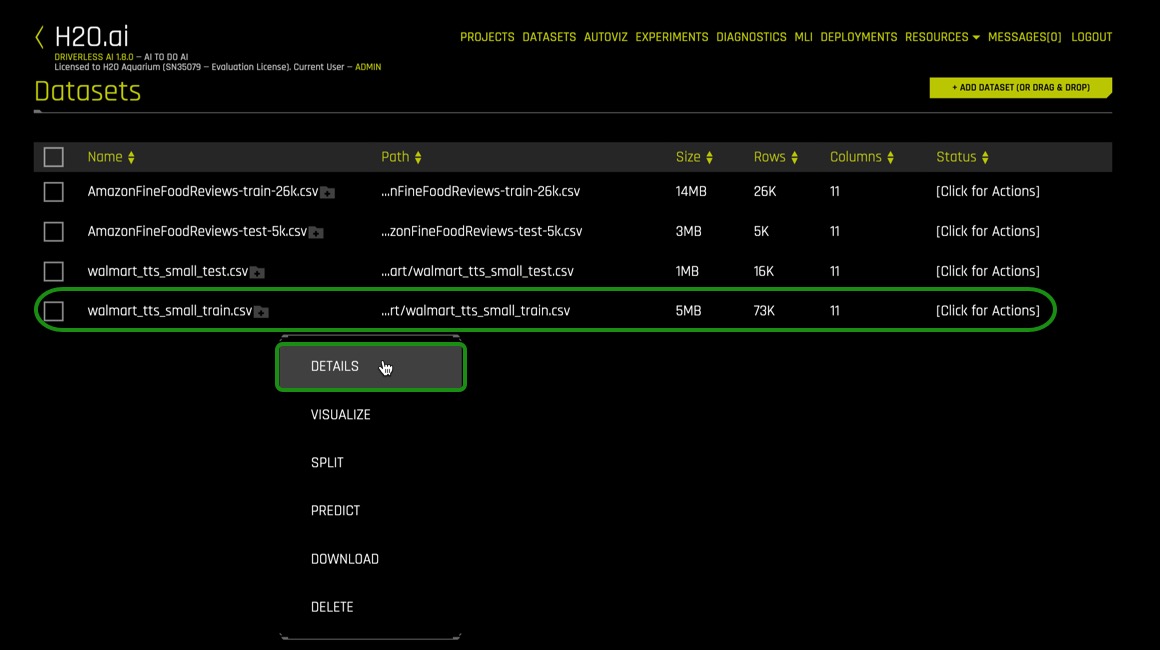 H2O.ai
PROJECTS DATASETS AUTOVIZ EXPERIMENTS DIAGNOSTICS MLI DEPLOYMENTS RESOURCES MESSAGES[0] LOGOUT
DRIVERLESS AI 1.8.0 – AI TO DO AI
Licensed to H2O Aquarium (SN35079 – Evaluation License). Current User – ADMIN
Datasets
+ ADD DATASET (OR DRAG & DROP)
Name Path Size Rows Columns Status
AmazonFineFoodReviews-train-26k.csv ...nFineFoodReviews-train-26k.csv 14MB 26K 11 [Click for Actions]
AmazonFineFoodReviews-test-5k.csv ...zonFineFoodReviews-test-5k.csv 3MB 5K 11 [Click for Actions]
walmart_tts_small_test.csv ...art/walmart_tts_small_test.csv 1MB 16K 11 [Click for Actions]
walmart_tts_small_train.csv ...rt/walmart_tts_small_train.csv 5MB 73K 11 [Click for Actions]
DETAILS
VISUALIZE
SPLIT
PREDICT
DOWNLOAD
DELETE